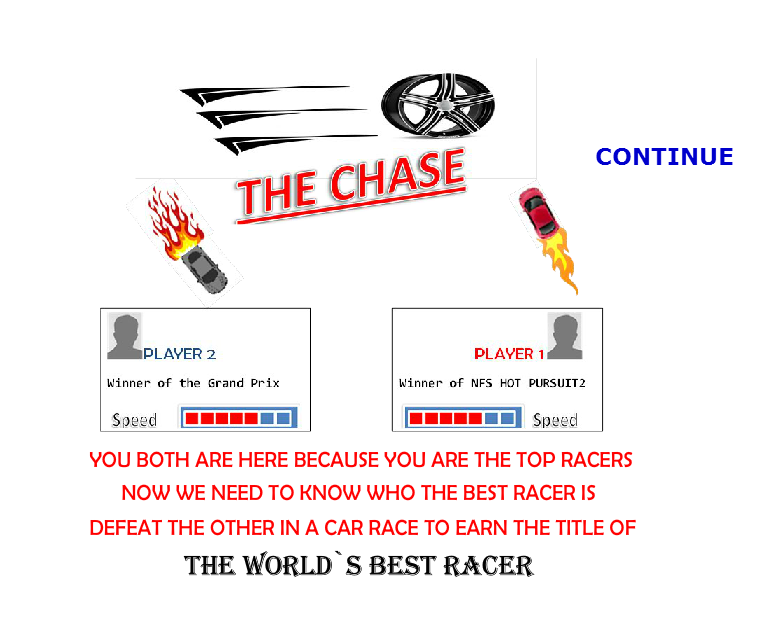 THE CHASE
CONTINUE
PLAYER 2
Winner of the Grand Prix
Speed
PLAYER 1
Winner of NFS HOT PURSUIT2
Speed
YOU BOTH ARE HERE BECAUSE YOU ARE THE TOP RACERS
NOW WE NEED TO KNOW WHO THE BEST RACER IS
DEFEAT THE OTHER IN A CAR RACE TO EARN THE TITLE OF
THE WORLD`S BEST RACER